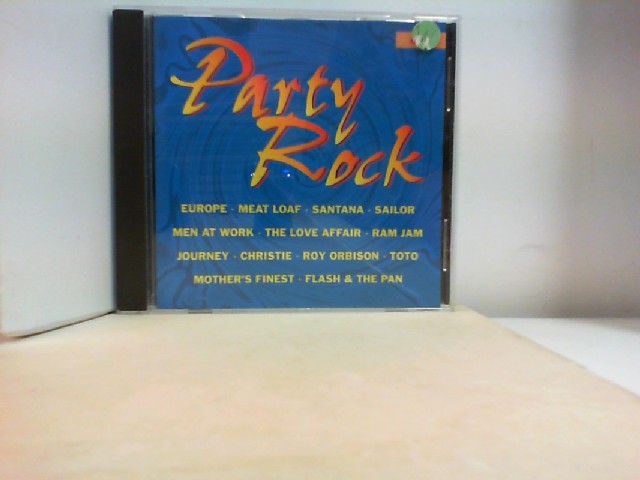 Party
Rock
EUROPE · MEAT LOAF · SANTANA · SAILOR
MEN AT WORK · THE LOVE AFFAIR · RAM JAM
JOURNEY · CHRISTIE · ROY ORBISON · TOTO
MOTHER'S FINEST · FLASH & THE PAN